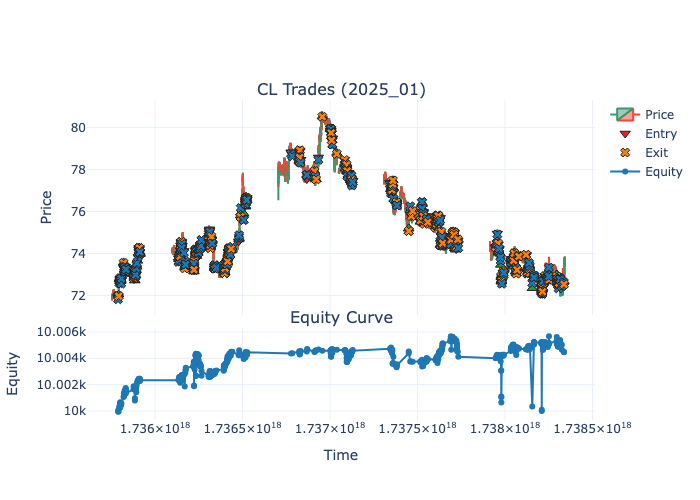 CL Trades (2025_01)
80
78
76
74
72
Price
Price
Entry
Exit
Equity
Equity Curve
10.006k
10.004k
10.002k
10k
Equity
1.736×10¹⁸
1.7365×10¹⁸
1.737×10¹⁸
1.7375×10¹⁸
1.738×10¹⁸
1.7385×10¹⁸
Time